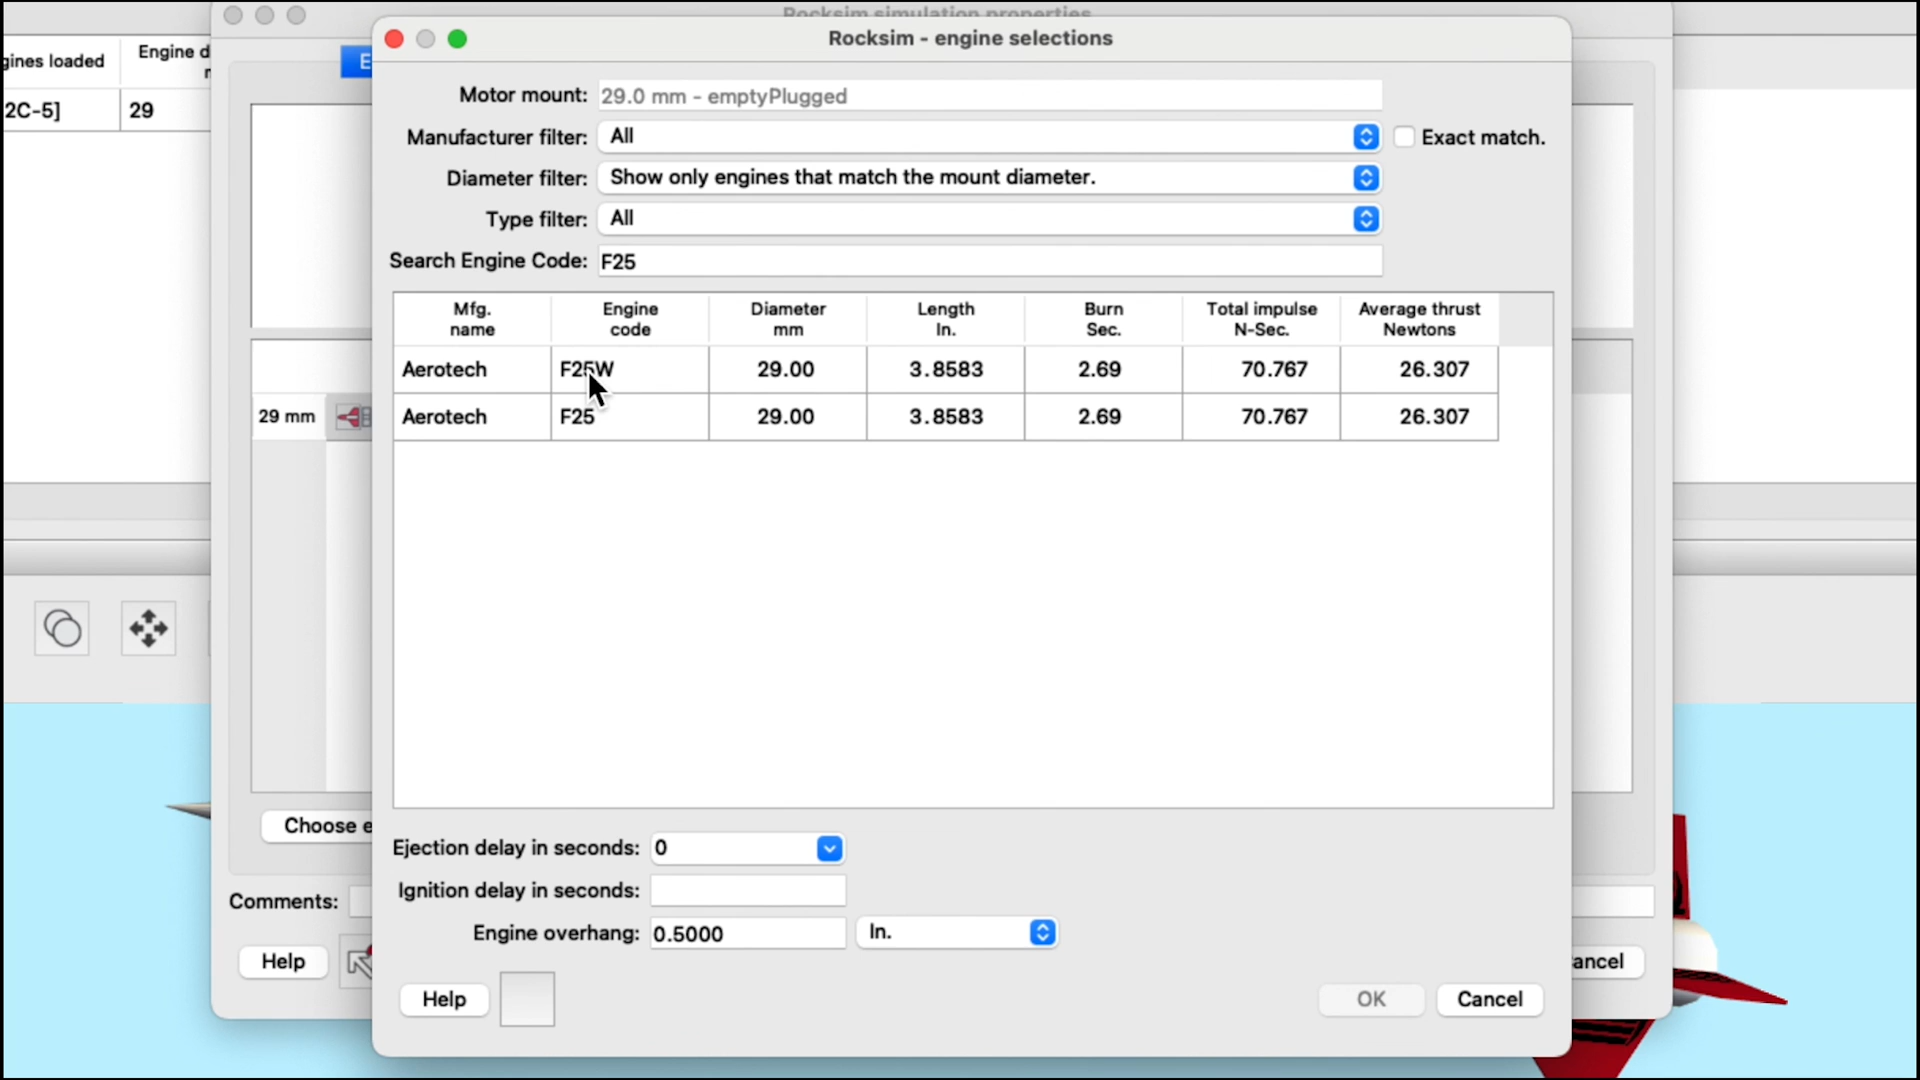 Rocksim simulation properties
Rocksim - engine selections
gines loaded
Engine d
2C-5]
29
Motor mount: 29.0 mm - emptyPlugged
Manufacturer filter: All
Exact match.
Diameter filter: Show only engines that match the mount diameter.
Type filter: All
Search Engine Code: F25
Mfg. name
Engine code
Diameter mm
Length In.
Burn Sec.
Total impulse N-Sec.
Average thrust Newtons
Aerotech F25W 29.00 3.8583 2.69 70.767 26.307
Aerotech F25 29.00 3.8583 2.69 70.767 26.307
29 mm
Choose e
Ejection delay in seconds: 0
Ignition delay in seconds:
Engine overhang: 0.5000 In.
Comments:
Help
ancel
Help
OK
Cancel